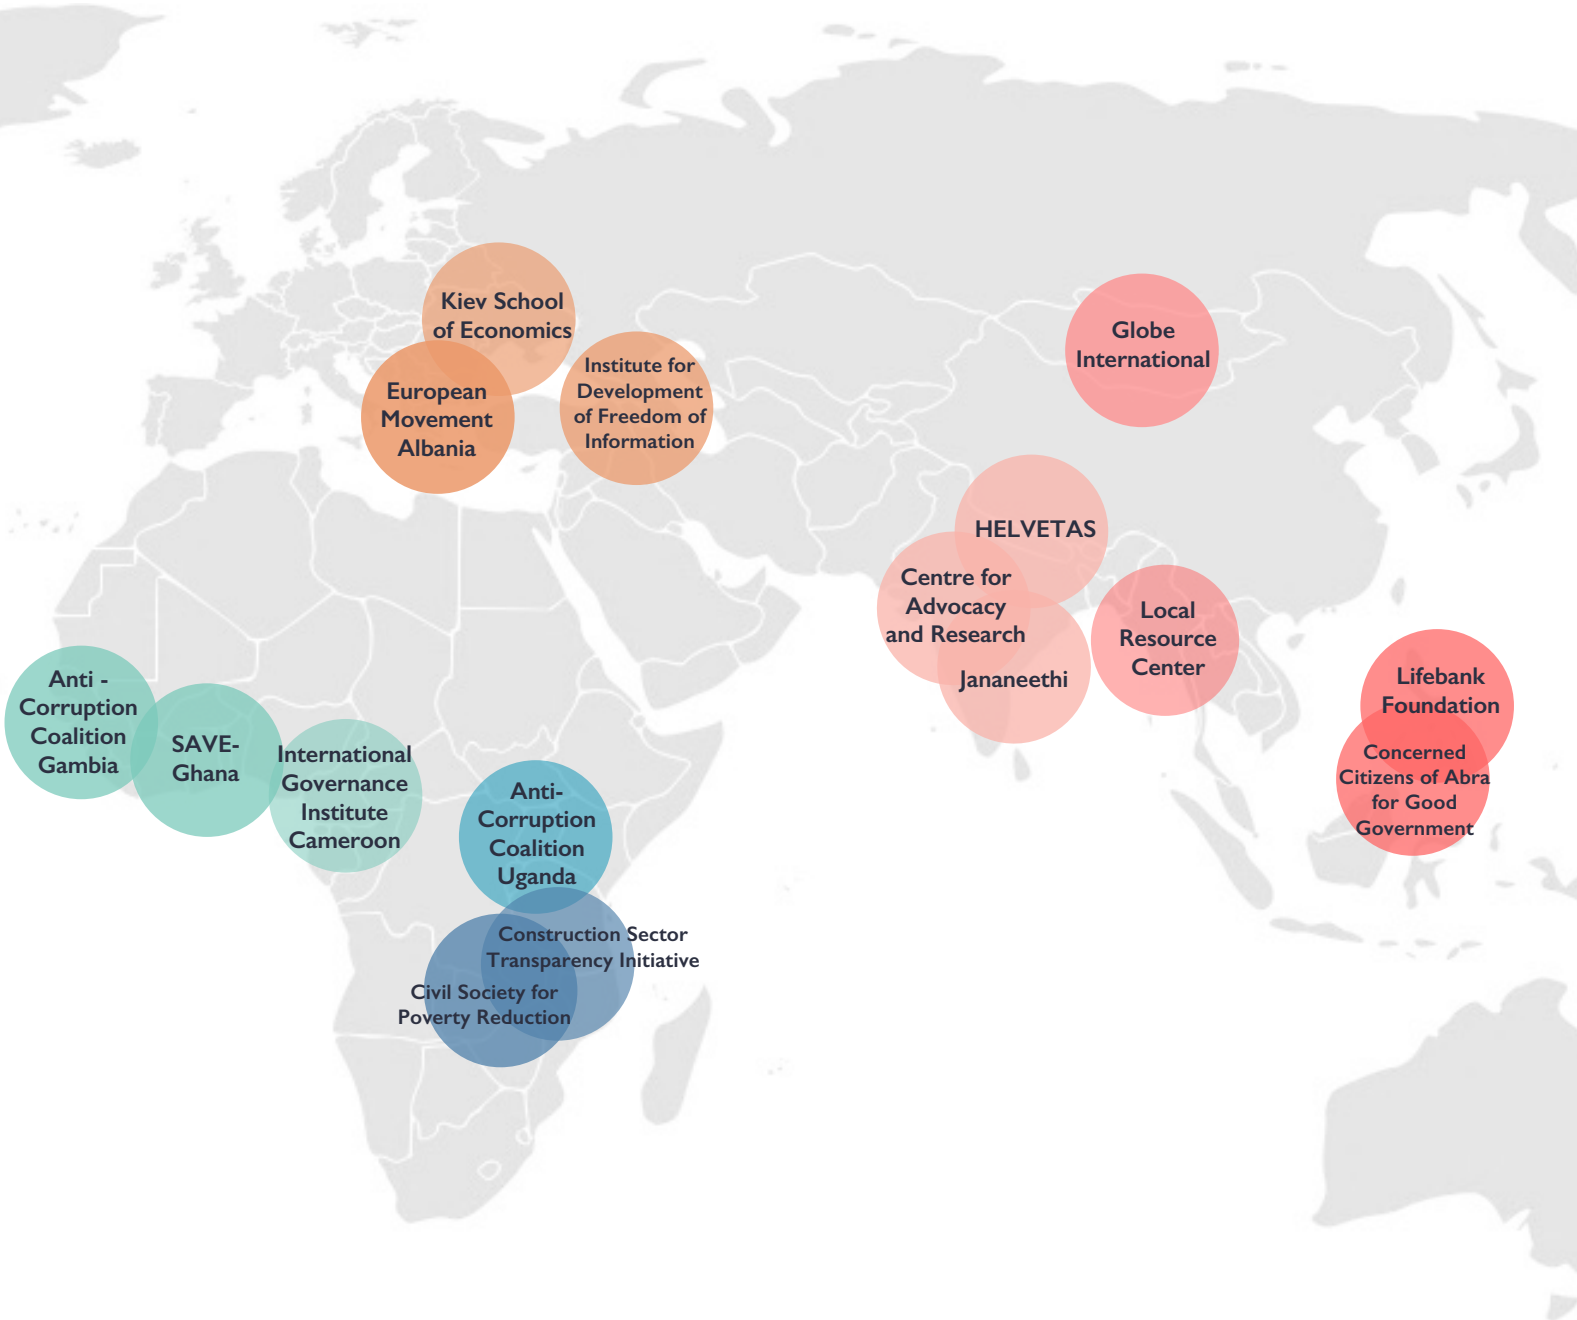 Kiev School
of Economics
European
Movement
Albania
Institute for
Development
of Freedom of
Information
Globe
International
HELVETAS
Centre for
Advocacy
and Research
Jananeethi
Local
Resource
Center
Lifebank
Foundation
Concerned
Citizens of Abra
for Good
Government
Anti -
Corruption
Coalition
Gambia
SAVE-
Ghana
International
Governance
Institute
Cameroon
Anti-
Corruption
Coalition
Uganda
Construction Sector
Transparency Initiative
Civil Society for
Poverty Reduction